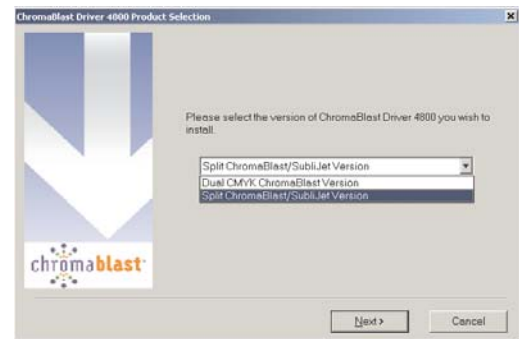 ChromaBlast Driver 4800 Product Selection
Please select the version of ChromaBlast Driver 4800 you wish to
install.
Split ChromaBlast/SubliJet Version
Dual CMYK ChromaBlast Version
Split ChromaBlast/SubliJet Version
chromablast
Next >
Cancel